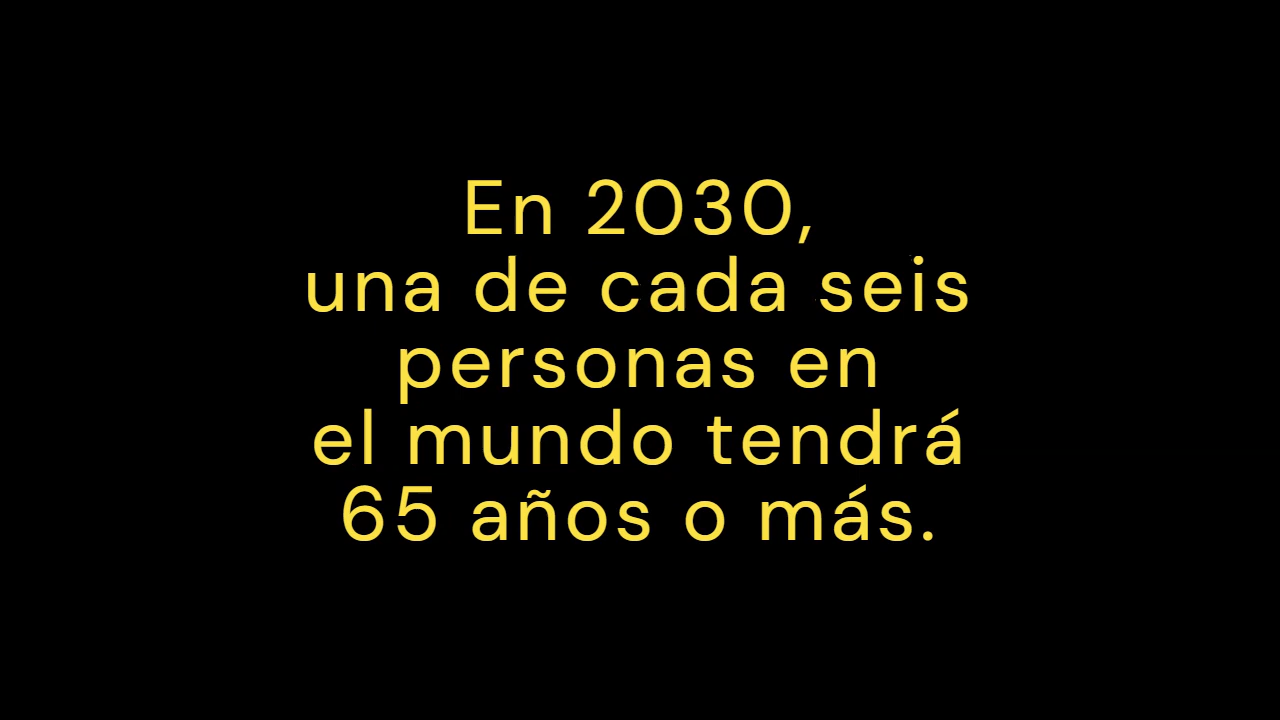 En 2030,
una de cada seis
personas en
el mundo tendrá
65 años o más.